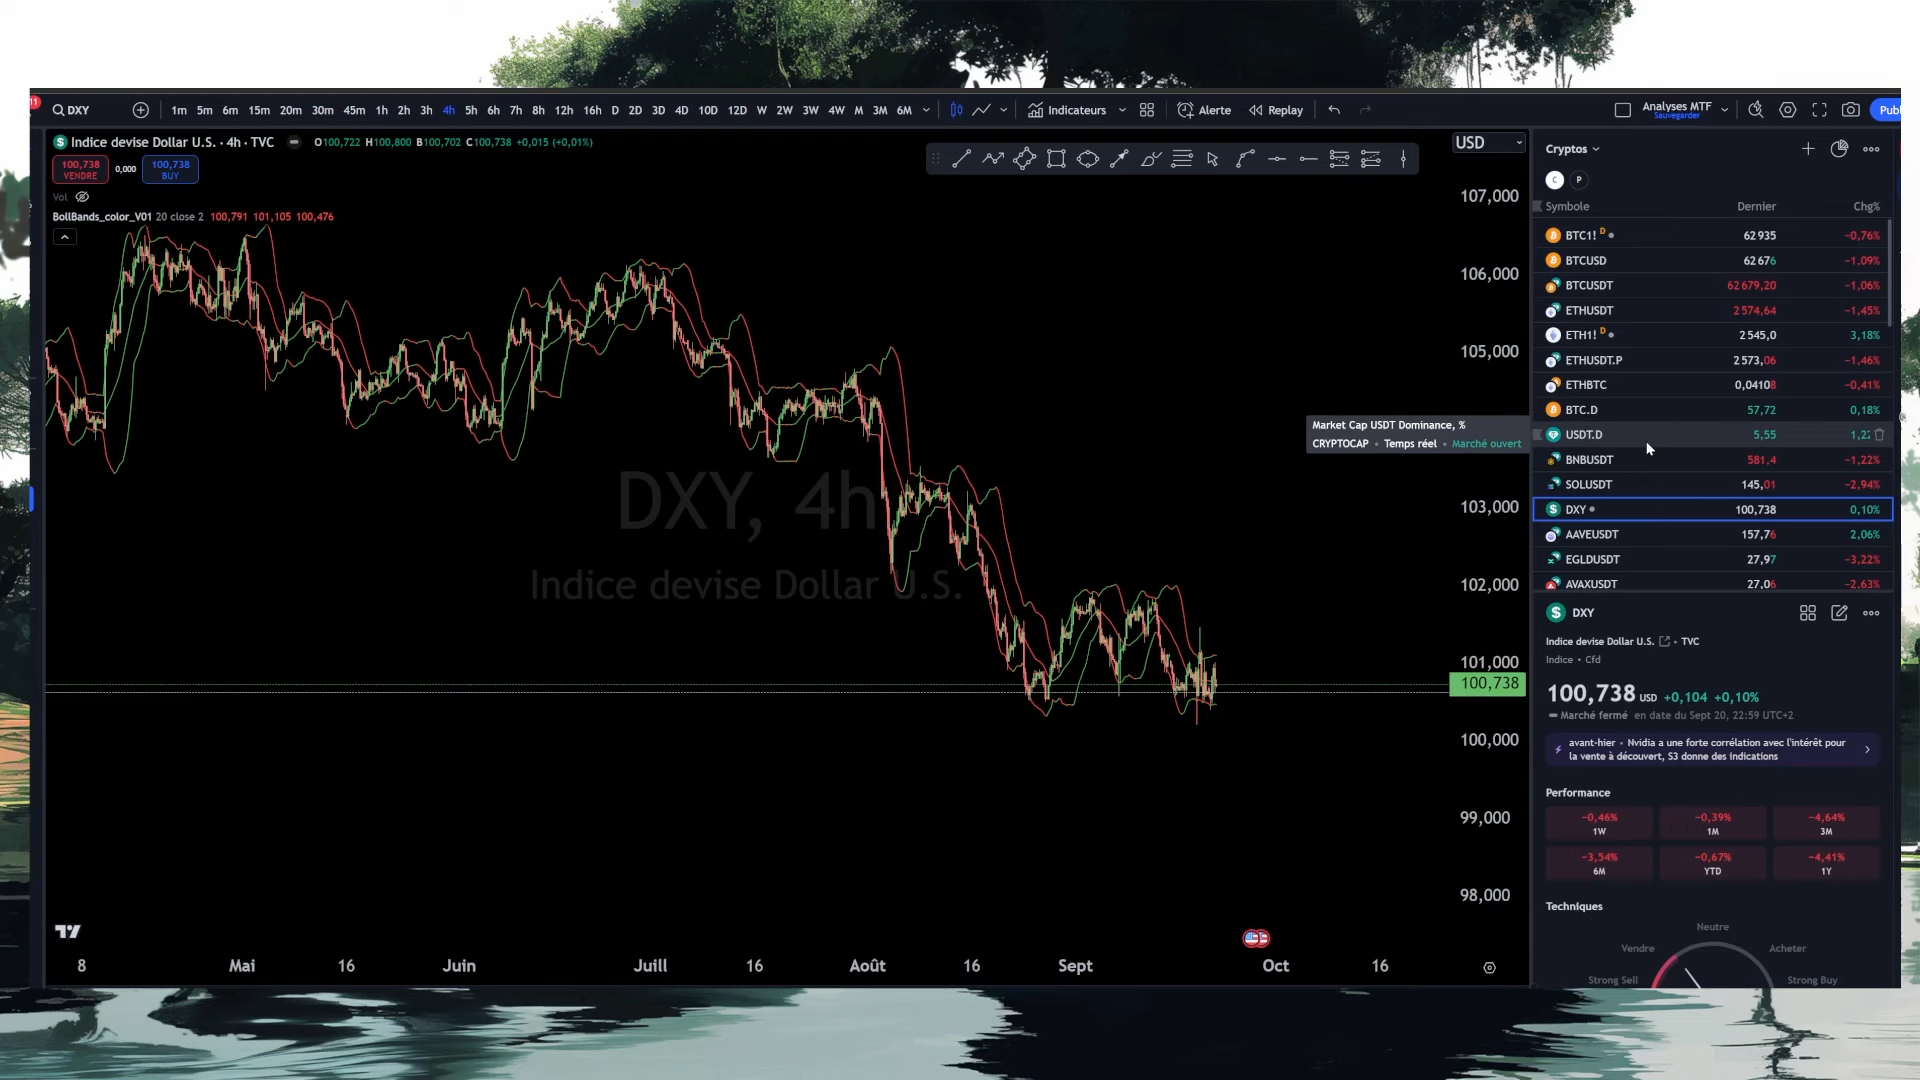 11
DXY
1m 5m 6m 15m 20m 30m 45m 1h 2h 3h 4h 5h 6h 7h 8h 12h 16h D 2D 3D 4D 10D 12D W 2W 3W 4W M 3M 6M
Indicateurs
Alerte
Replay
Analyses MTF
Sauvegarder
Publ
Indice devise Dollar U.S. · 4h · TVC
O100,722 H100,800 B100,702 C100,738 +0,015 (+0,01%)
100,738
VENDRE
0,000
100,738
BUY
Vol
BollBands_color_V01 20 close 2 100,791 101,105 100,476
USD
107,000
106,000
105,000
103,000
102,000
101,000
100,738
100,000
99,000
98,000
DXY, 4h
Indice devise Dollar U.S.
8 Mai 16 Juin Juill 16 Août 16 Sept Oct 16
Market Cap USDT Dominance, %
CRYPTOCAP • Temps réel • Marché ouvert
Cryptos
C P
Symbole Dernier Chg%
BTC1! D 62 935 −0,76%
BTCUSD 62 676 −1,09%
BTCUSDT 62 679,20 −1,06%
ETHUSDT 2 574,64 −1,45%
ETH1! D 2 545,0 3,18%
ETHUSDT.P 2 573,06 −1,46%
ETHBTC 0,04108 −0,41%
BTC.D 57,72 0,18%
USDT.D 5,55 1,22
BNBUSDT 581,4 −1,22%
SOLUSDT 145,01 −2,94%
DXY 100,738 0,10%
AAVEUSDT 157,76 2,06%
EGLDUSDT 27,97 −3,22%
AVAXUSDT 27,06 −2,63%
DXY
Indice devise Dollar U.S. • TVC
Indice • Cfd
100,738 USD +0,104 +0,10%
Marché fermé en date du Sept 20, 22:59 UTC+2
avant-hier • Nvidia a une forte corrélation avec l'intérêt pour
la vente à découvert, S3 donne des indications
Performance
−0,46% −0,39% −4,64%
1W 1M 3M
−3,54% −0,67% −4,41%
6M YTD 1Y
Techniques
Neutre
Vendre Acheter
Strong Sell Strong Buy